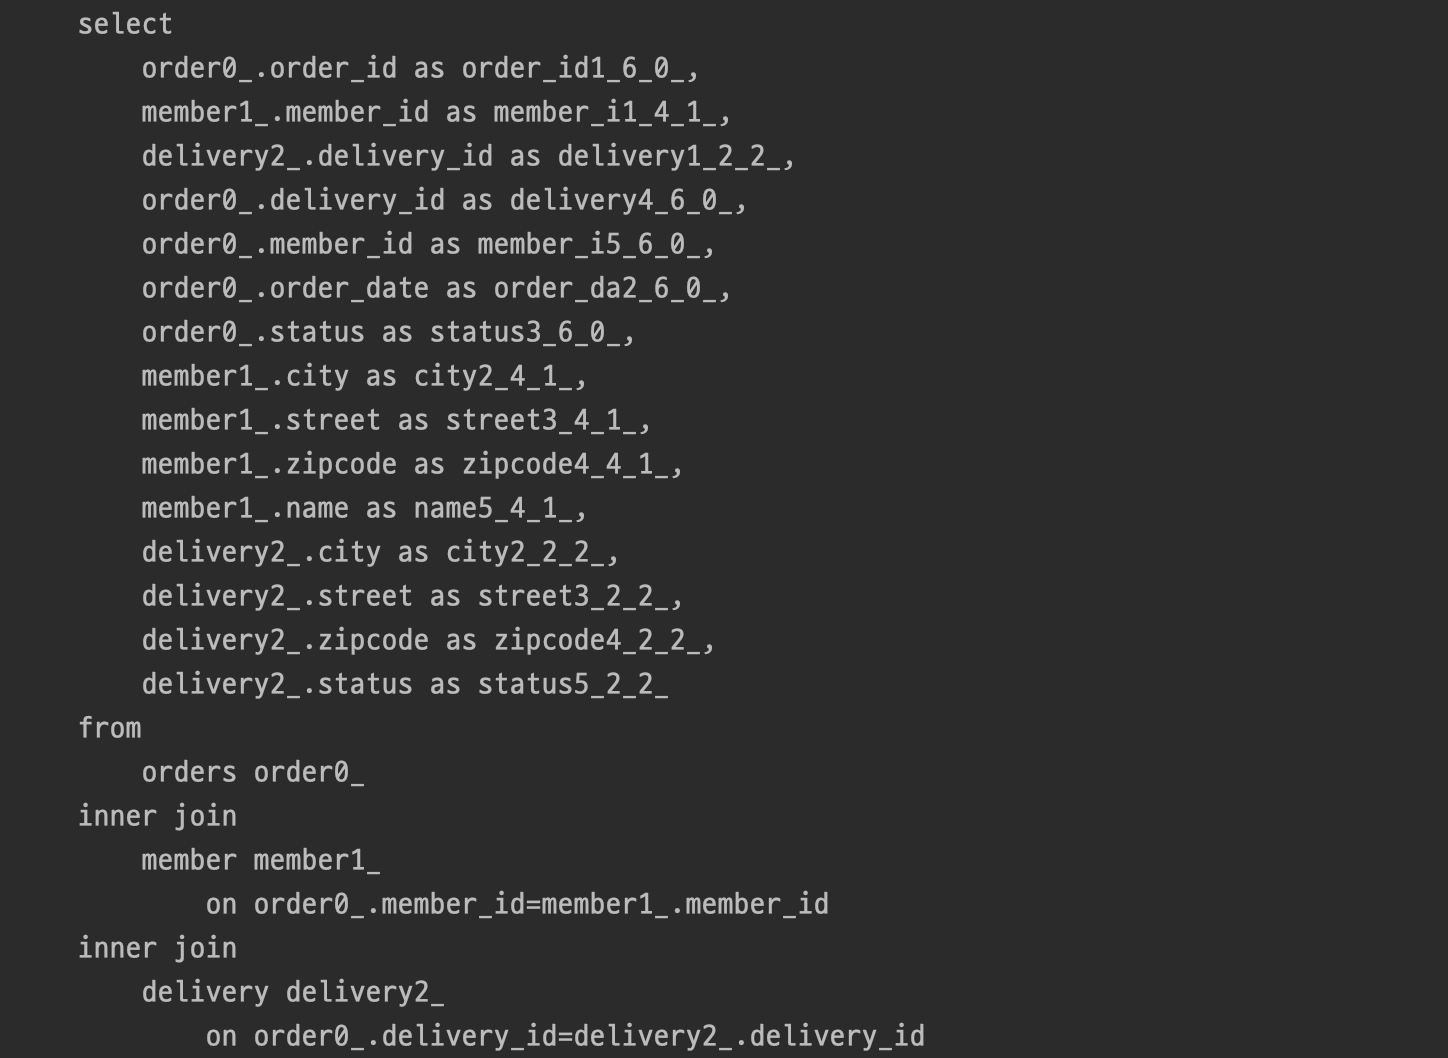 select
order0_.order_id as order_id1_6_0_,
member1_.member_id as member_i1_4_1_,
delivery2_.delivery_id as delivery1_2_2_,
order0_.delivery_id as delivery4_6_0_,
order0_.member_id as member_i5_6_0_,
order0_.order_date as order_da2_6_0_,
order0_.status as status3_6_0_,
member1_.city as city2_4_1_,
member1_.street as street3_4_1_,
member1_.zipcode as zipcode4_4_1_,
member1_.name as name5_4_1_,
delivery2_.city as city2_2_2_,
delivery2_.street as street3_2_2_,
delivery2_.zipcode as zipcode4_2_2_,
delivery2_.status as status5_2_2_
from
orders order0_
inner join
member member1_
on order0_.member_id=member1_.member_id
inner join
delivery delivery2_
on order0_.delivery_id=delivery2_.delivery_id